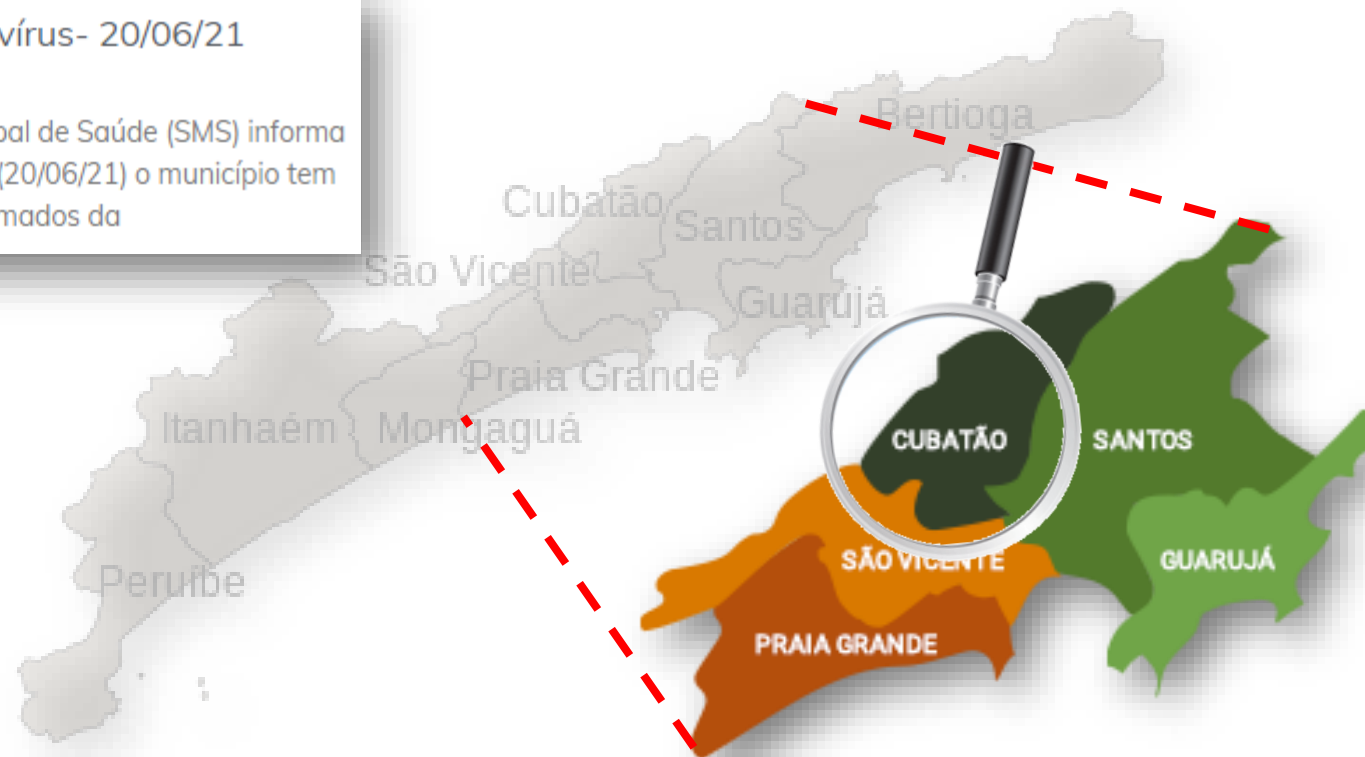 vírus- 20/06/21
pal de Saúde (SMS) informa
(20/06/21) o município tem
mados da
Bertioga
Cubatão
Santos
São Vicente
Guarujá
Praia Grande
Itanhaém
Mongaguá
Peruíbe
CUBATÃO
SANTOS
SÃO VICENTE
GUARUJÁ
PRAIA GRANDE